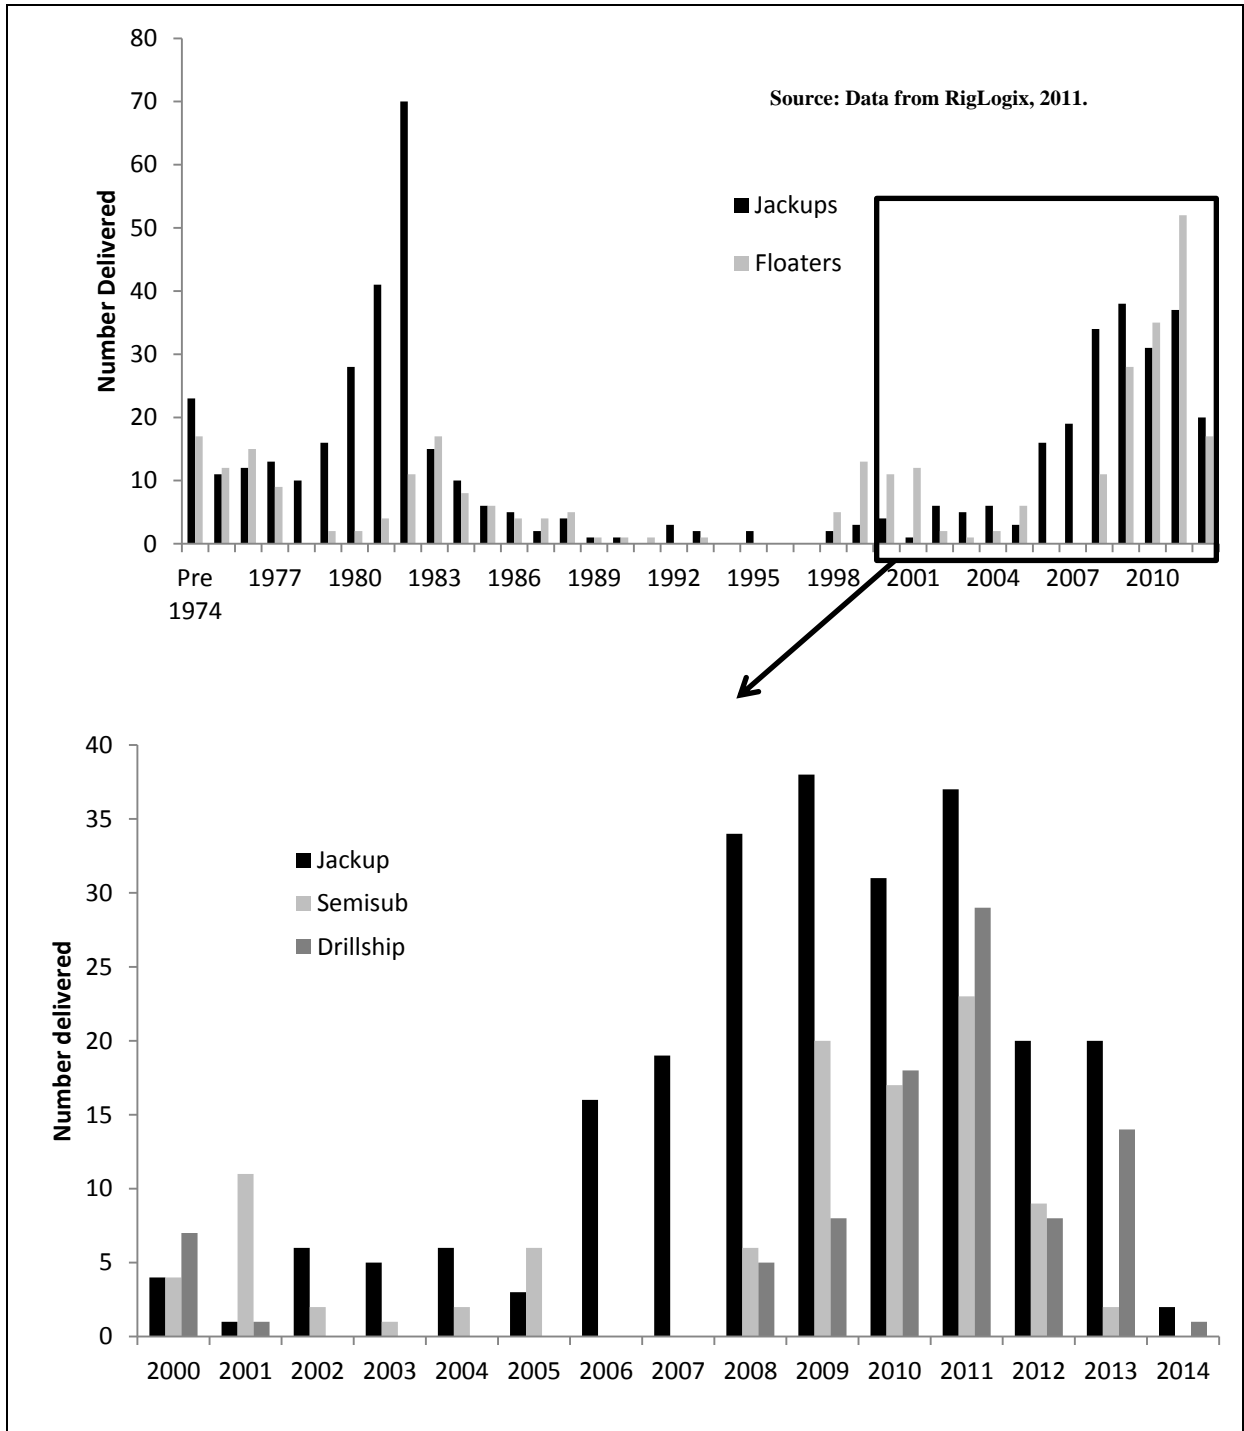 80
70
60
50
40
30
20
10
0
Number Delivered
Source: Data from RigLogix, 2011.
Jackups
Floaters
Pre 1977 1980 1983 1986 1989 1992 1995 1998 2001 2004 2007 2010
1974
40
35
30
25
20
15
10
5
0
Number delivered
Jackup
Semisub
Drillship
2000 2001 2002 2003 2004 2005 2006 2007 2008 2009 2010 2011 2012 2013 2014